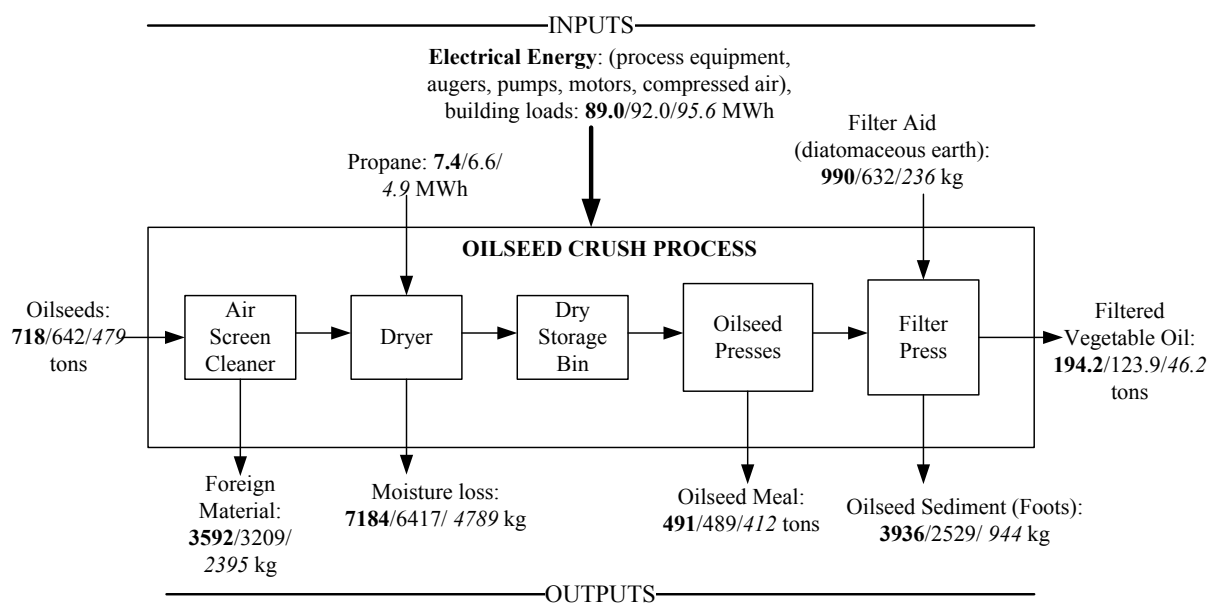 INPUTS
Electrical Energy: (process equipment,
augers, pumps, motors, compressed air),
building loads: 89.0/92.0/95.6 MWh
Filter Aid
(diatomaceous earth):
990/632/236 kg
Propane: 7.4/6.6/
4.9 MWh
OILSEED CRUSH PROCESS
Oilseeds:
718/642/479
tons
Air
Screen
Cleaner
Dryer
Dry
Storage
Bin
Oilseed
Presses
Filter
Press
Filtered
Vegetable Oil:
194.2/123.9/46.2
tons
Foreign
Material:
3592/3209/
2395 kg
Moisture loss:
7184/6417/ 4789 kg
Oilseed Meal:
491/489/412 tons
Oilseed Sediment (Foots):
3936/2529/ 944 kg
OUTPUTS